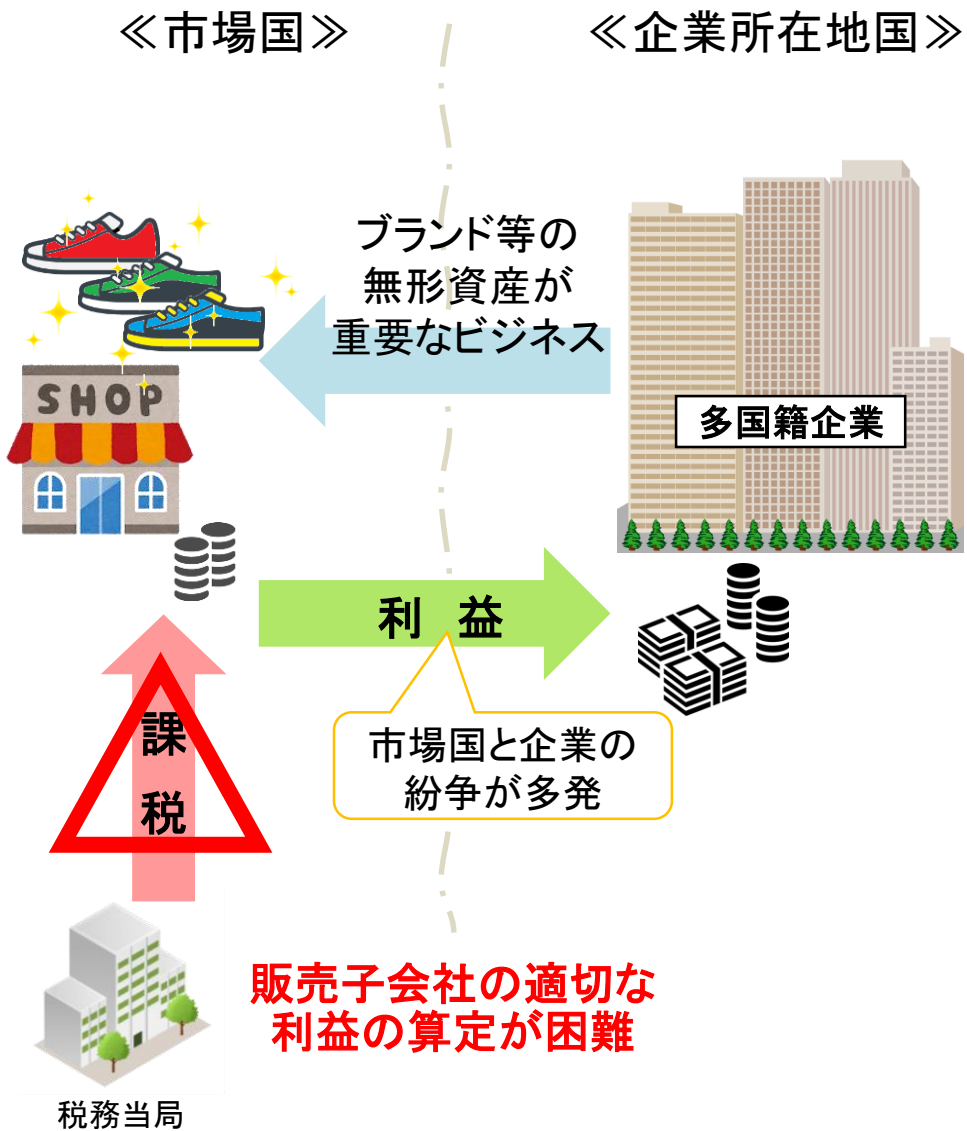 ≪市場国≫
≪企業所在地国≫
ブランド等の
無形資産が
重要なビジネス
SHOP
多国籍企業
利　益
市場国と企業の
紛争が多発
課
税
販売子会社の適切な
利益の算定が困難
税務当局